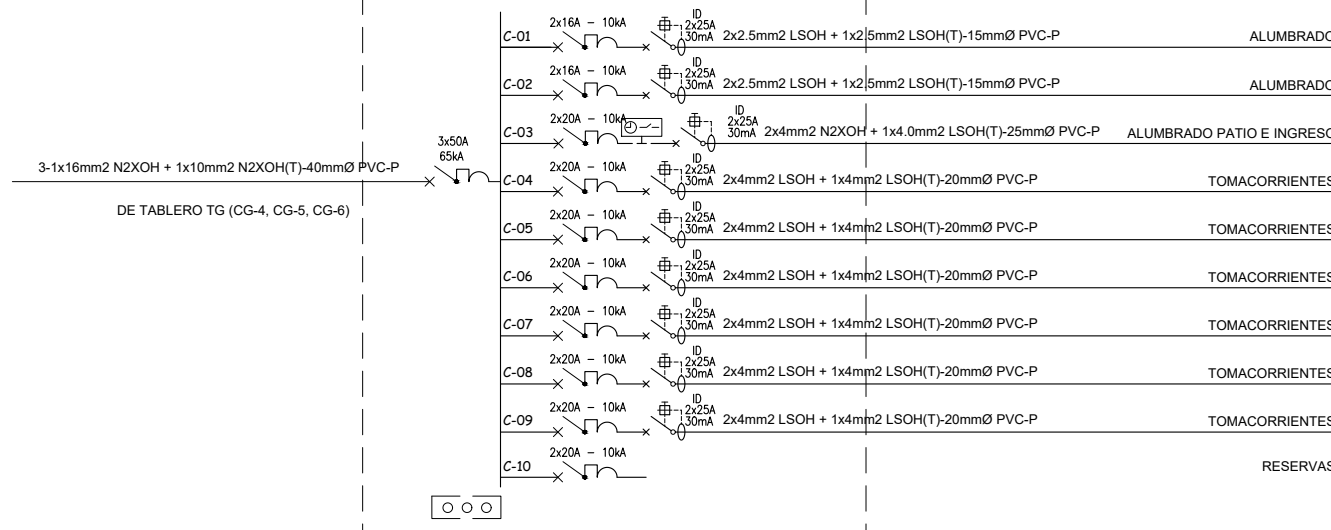 ID
2x16A - 10kA
2x25A
C-01
30mA
2x2.5mm2 LSOH + 1x2.5mm2 LSOH(T)-15mmØ PVC-P
ALUMBRADO
ID
2x16A - 10kA
2x25A
C-02
30mA
2x2.5mm2 LSOH + 1x2.5mm2 LSOH(T)-15mmØ PVC-P
ALUMBRADO
ID
2x20A - 10kA
2x25A
C-03
30mA
2x4mm2 N2XOH + 1x4.0mm2 LSOH(T)-25mmØ PVC-P
ALUMBRADO PATIO E INGRESO
3x50A
65kA
3-1x16mm2 N2XOH + 1x10mm2 N2XOH(T)-40mmØ PVC-P
DE TABLERO TG (CG-4, CG-5, CG-6)
ID
2x20A - 10kA
2x25A
C-04
30mA
2x4mm2 LSOH + 1x4mm2 LSOH(T)-20mmØ PVC-P
TOMACORRIENTES
ID
2x20A - 10kA
2x25A
C-05
30mA
2x4mm2 LSOH + 1x4mm2 LSOH(T)-20mmØ PVC-P
TOMACORRIENTES
ID
2x20A - 10kA
2x25A
C-06
30mA
2x4mm2 LSOH + 1x4mm2 LSOH(T)-20mmØ PVC-P
TOMACORRIENTES
ID
2x20A - 10kA
2x25A
C-07
30mA
2x4mm2 LSOH + 1x4mm2 LSOH(T)-20mmØ PVC-P
TOMACORRIENTES
ID
2x20A - 10kA
2x25A
C-08
30mA
2x4mm2 LSOH + 1x4mm2 LSOH(T)-20mmØ PVC-P
TOMACORRIENTES
ID
2x20A - 10kA
2x25A
C-09
30mA
2x4mm2 LSOH + 1x4mm2 LSOH(T)-20mmØ PVC-P
TOMACORRIENTES
2x20A - 10kA
C-10
RESERVAS